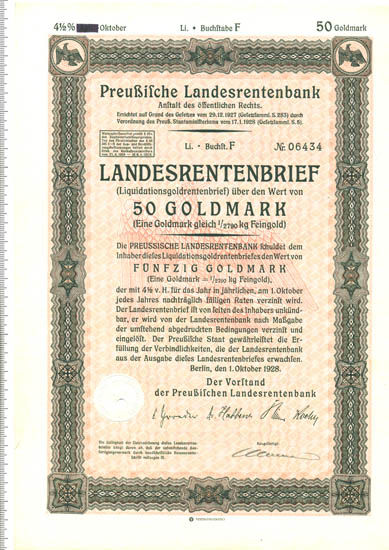 4½% Oktober Li. • Buchstabe F 50 Goldmark
Preußiſche Landesrentenbank
Anſtalt des öffentlichen Rechts.
Errichtet auf Grund des Geſetzes vom 29.12.1927 (Geſetzſamml. S. 283) durch
Verordnung des Preuß. Staatsminiſteriums vom 17.1.1928 (Geſetzſamml. S. 5).
Li. • Buchſt. F № 06434
LANDESRENTENBRIEF
(Liquidationsgoldrentenbrief) über den Wert von
50 GOLDMARK
(Eine Goldmark gleich 1/2790 kg Feingold)
Die PREUSSISCHE LANDESRENTENBANK ſchuldet dem
Inhaber dieſes Liquidationsgoldrentenbriefes den Wert von
FÜNFZIG GOLDMARK
(Eine Goldmark = 1/2790 kg Feingold),
der mit 4½ v. H. für das Jahr in jährlichen, am 1. Oktober
jedes Jahres nachträglich fälligen Raten verzinſt wird.
Der Landesrentenbrief iſt von ſeiten des Inhabers unkünd-
bar, er wird von der Landesrentenbank nach Maßgabe
der umſtehend abgedruckten Bedingungen verzinſt und
eingelöſt. Der Preußiſche Staat gewährleiſtet die Er-
füllung der Verbindlichkeiten, die der Landesrentenbank
aus der Ausgabe dieſes Landesrentenbriefes erwachſen.
Berlin, den 1. Oktober 1928.
Der Vorſtand
der Preußiſchen Landesrentenbank